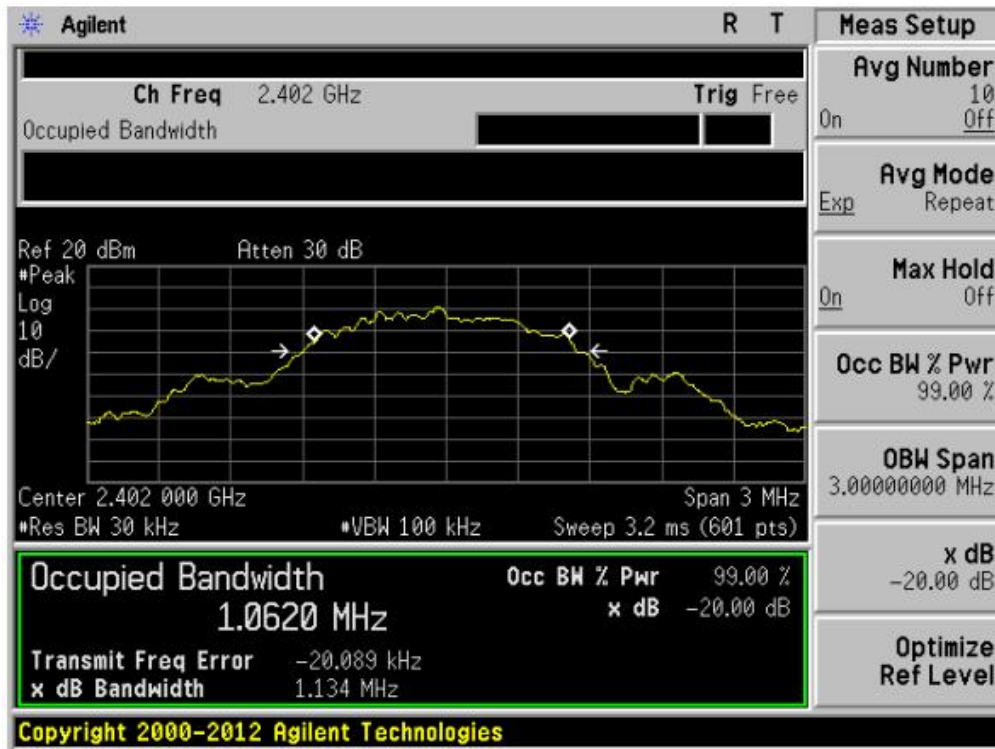 Agilent R T
Ch Freq 2.402 GHz Trig Free
Occupied Bandwidth
Ref 20 dBm Atten 30 dB
#Peak
Log
10
dB/
Center 2.402 000 GHz Span 3 MHz
#Res BW 30 kHz #VBW 100 kHz Sweep 3.2 ms (601 pts)
Occupied Bandwidth Occ BW % Pwr 99.00 %
1.0620 MHz x dB -20.00 dB
Transmit Freq Error -20.089 kHz
x dB Bandwidth 1.134 MHz
Copyright 2000-2012 Agilent Technologies
Meas Setup
Avg Number
10
On Off
Avg Mode
Exp Repeat
Max Hold
On Off
Occ BW % Pwr
99.00 %
OBW Span
3.00000000 MHz
x dB
-20.00 dB
Optimize
Ref Level